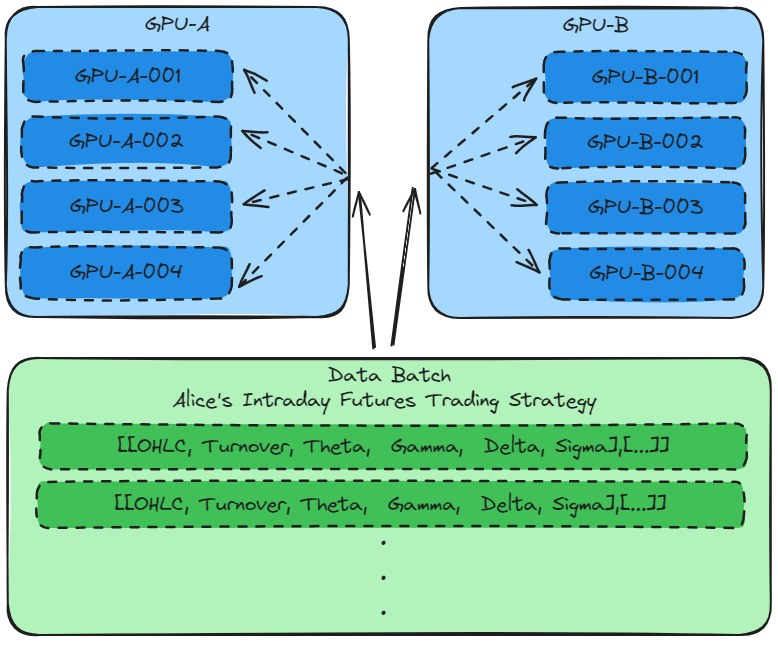 GPU-A
GPU-A-001
GPU-A-002
GPU-A-003
GPU-A-004
GPU-B
GPU-B-001
GPU-B-002
GPU-B-003
GPU-B-004
Data Batch
Alice's Intraday Futures Trading Strategy
[[OHLC, Turnover, Theta, Gamma, Delta, Sigma],[...]]
[[OHLC, Turnover, Theta, Gamma, Delta, Sigma],[...]]
.
.
.